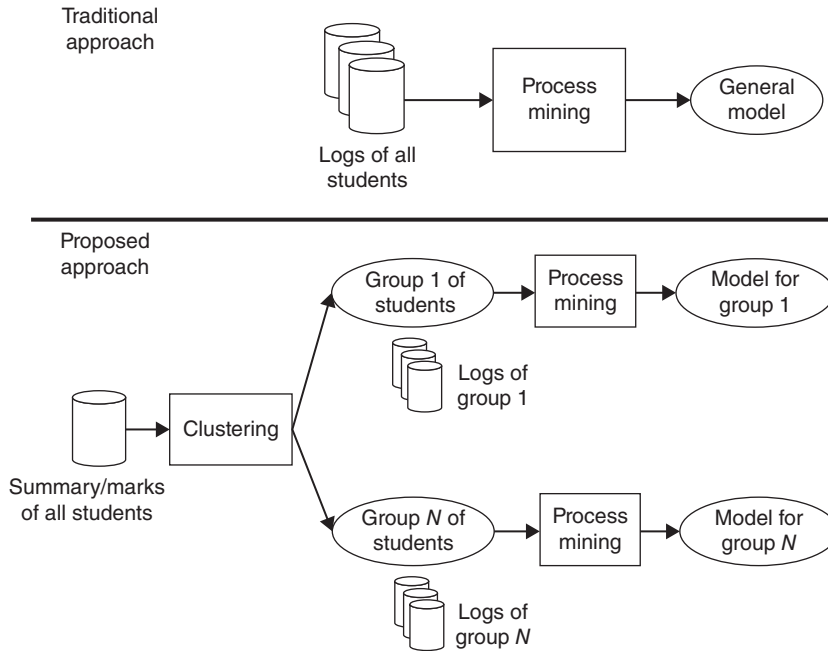 Traditional
approach
Logs of all
students
Process
mining
General
model
Proposed
approach
Summary/marks
of all students
Clustering
Group 1 of
students
Logs of
group 1
Process
mining
Model for
group 1
Group N of
students
Logs of
group N
Process
mining
Model for
group N